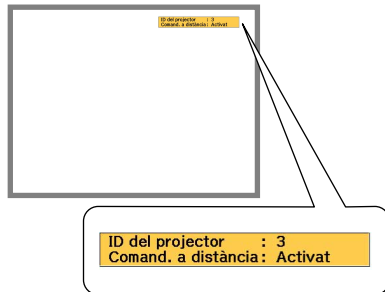 ID del projector : 3
Comand. a distància : Activat
ID del projector : 3
Comand. a distància : Activat